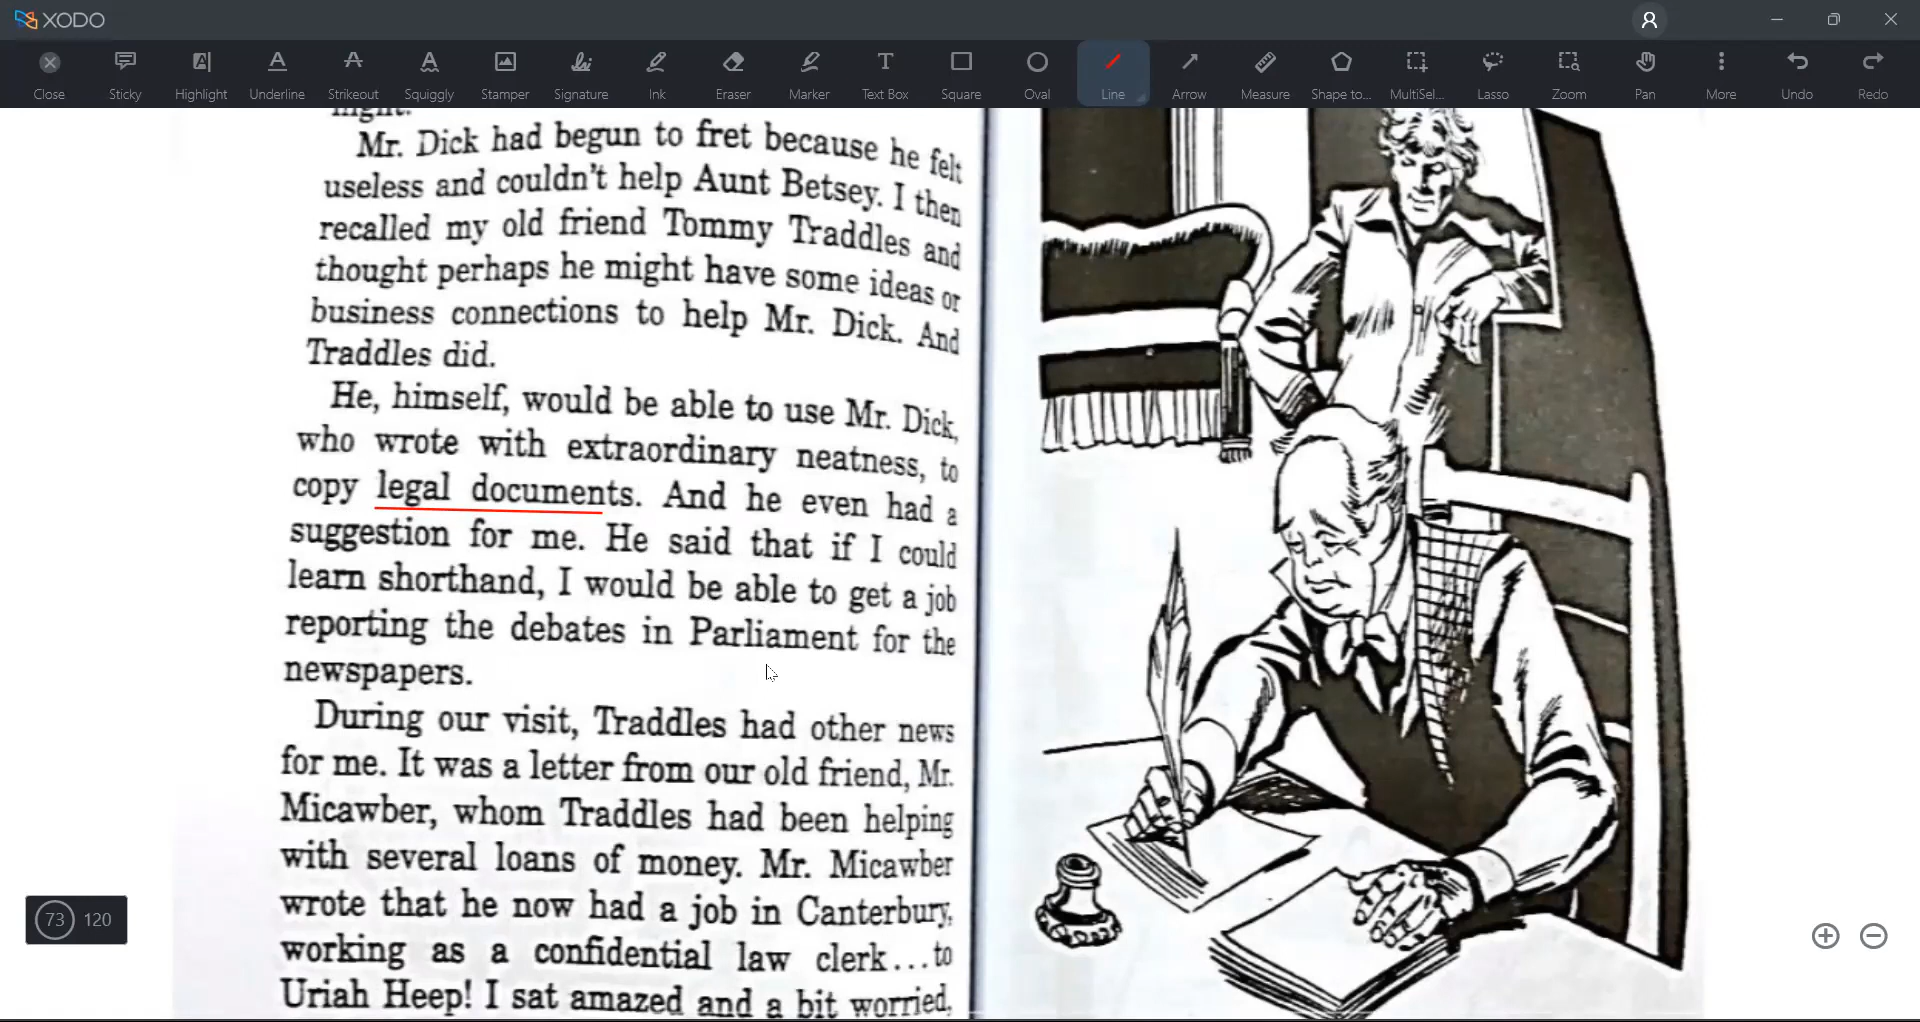 XODO
Close
Sticky
Highlight
Underline
Strikeout
Squiggly
Stamper
Signature
Ink
Eraser
Marker
Text Box
Square
Oval
Line
Arrow
Measure
Shape to...
MultiSel...
Lasso
Zoom
Pan
More
Undo
Redo
night.
Mr. Dick had begun to fret because he felt
useless and couldn't help Aunt Betsey. I then
recalled my old friend Tommy Traddles and
thought perhaps he might have some ideas or
business connections to help Mr. Dick. And
Traddles did.
He, himself, would be able to use Mr. Dick,
who wrote with extraordinary neatness, to
copy legal documents. And he even had a
suggestion for me. He said that if I could
learn shorthand, I would be able to get a job
reporting the debates in Parliament for the
newspapers.
During our visit, Traddles had other news
for me. It was a letter from our old friend, Mr.
Micawber, whom Traddles had been helping
with several loans of money. Mr. Micawber
wrote that he now had a job in Canterbury,
working as a confidential law clerk...to
Uriah Heep! I sat amazed and a bit worried,
73 120